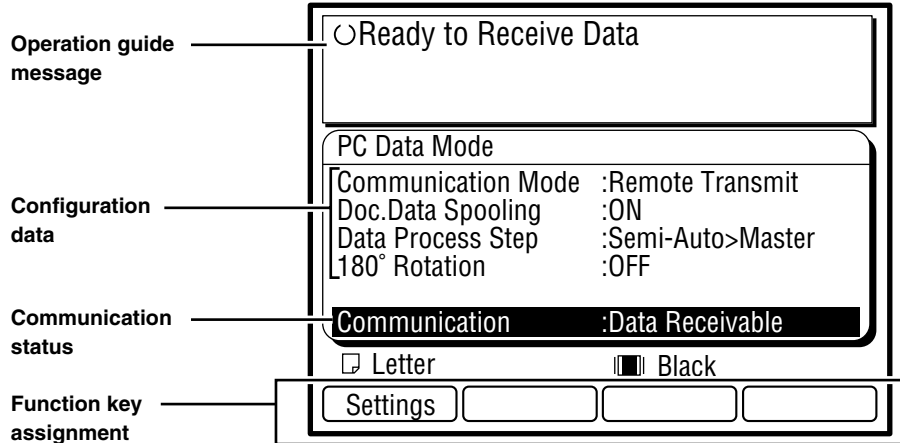 Operation guide
message
Ready to Receive Data
PC Data Mode
Configuration
data
Communication Mode :Remote Transmit
Doc.Data Spooling :ON
Data Process Step :Semi-Auto>Master
180° Rotation :OFF
Communication
status
Communication :Data Receivable
Letter Black
Function key
assignment
Settings